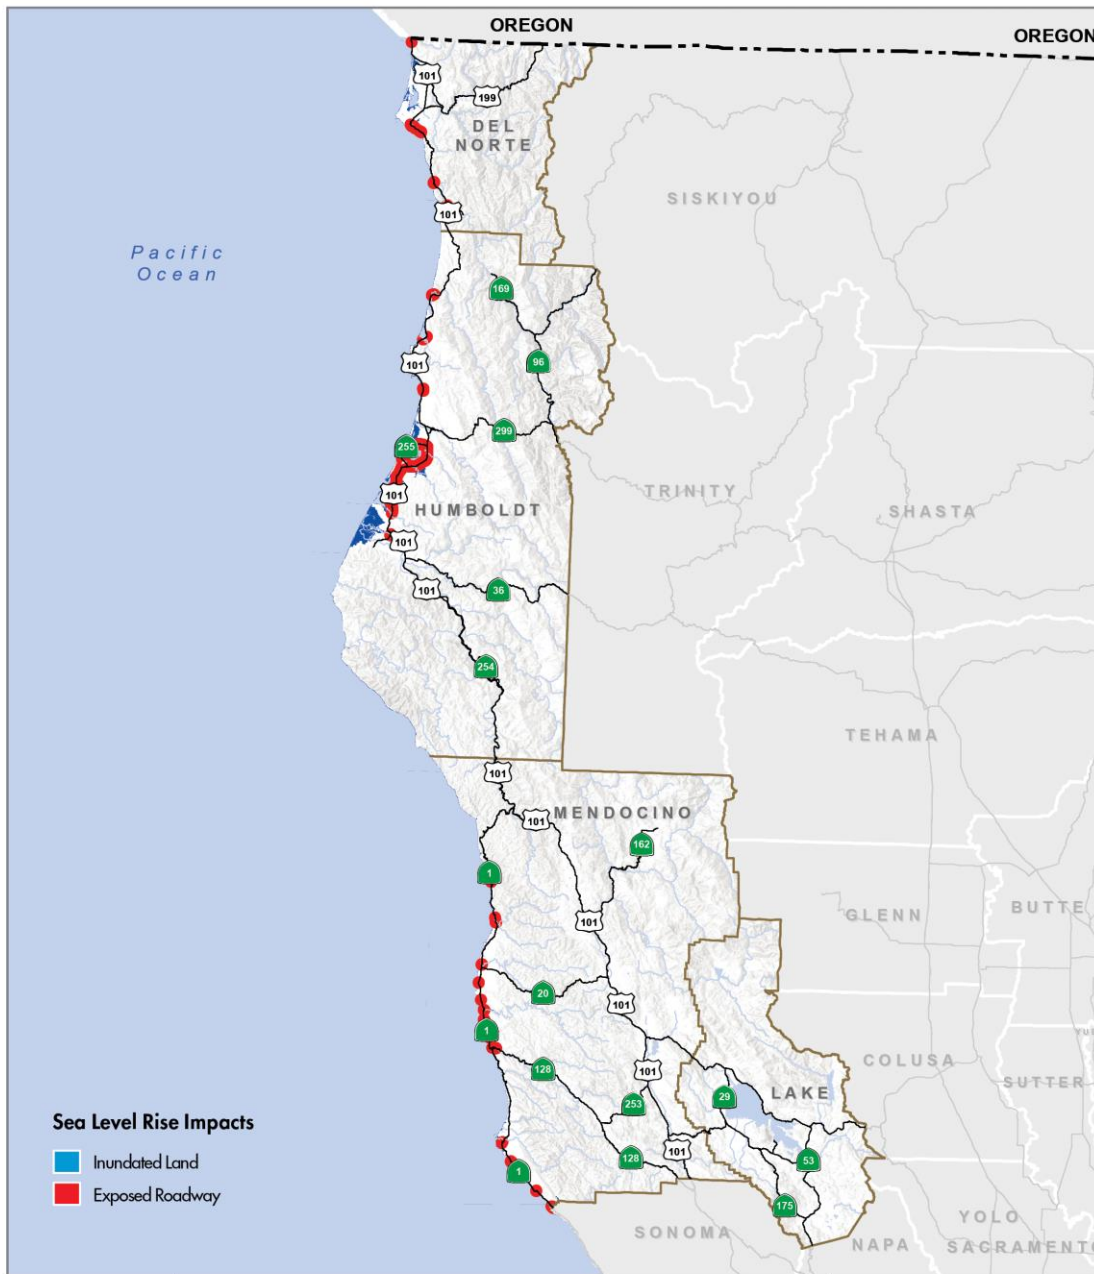 OREGON
OREGON
101
199
DEL
NORTE
SISKIYOU
101
Pacific
Ocean
169
96
101
299
255
TRINITY
101
HUMBOLDT
SHASTA
101
101
36
254
TEHAMA
101
MENDOCINO
101
162
1
GLENN
BUTTE
101
20
101
1
COLUSA
128
101
SUTTER
LAKE
29
253
Sea Level Rise Impacts
101
128
53
Inundated Land
1
Exposed Roadway
175
YOLO
SONOMA
NAPA
SACRAMENTO